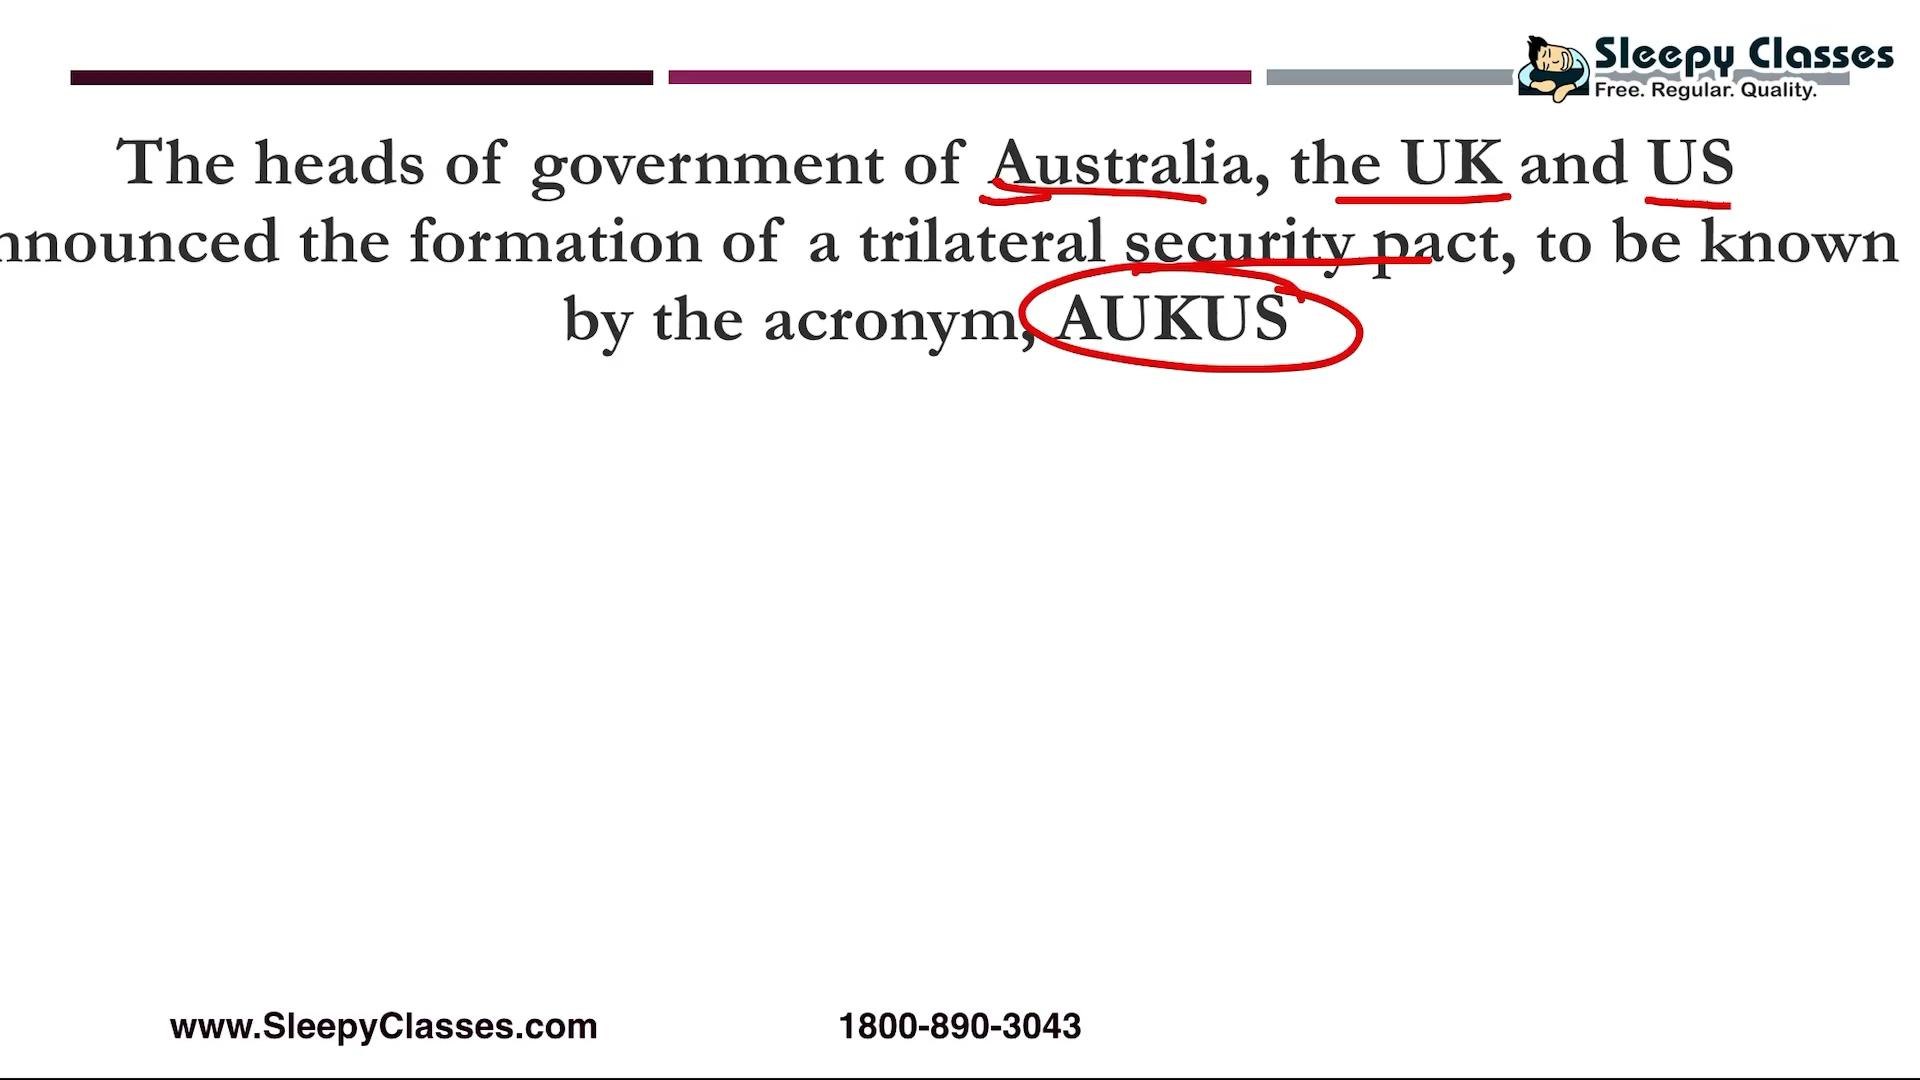 Sleepy Classes
Free. Regular. Quality.
The heads of government of Australia, the UK and US
nnounced the formation of a trilateral security pact, to be known
by the acronym, AUKUS
www.SleepyClasses.com
1800-890-3043